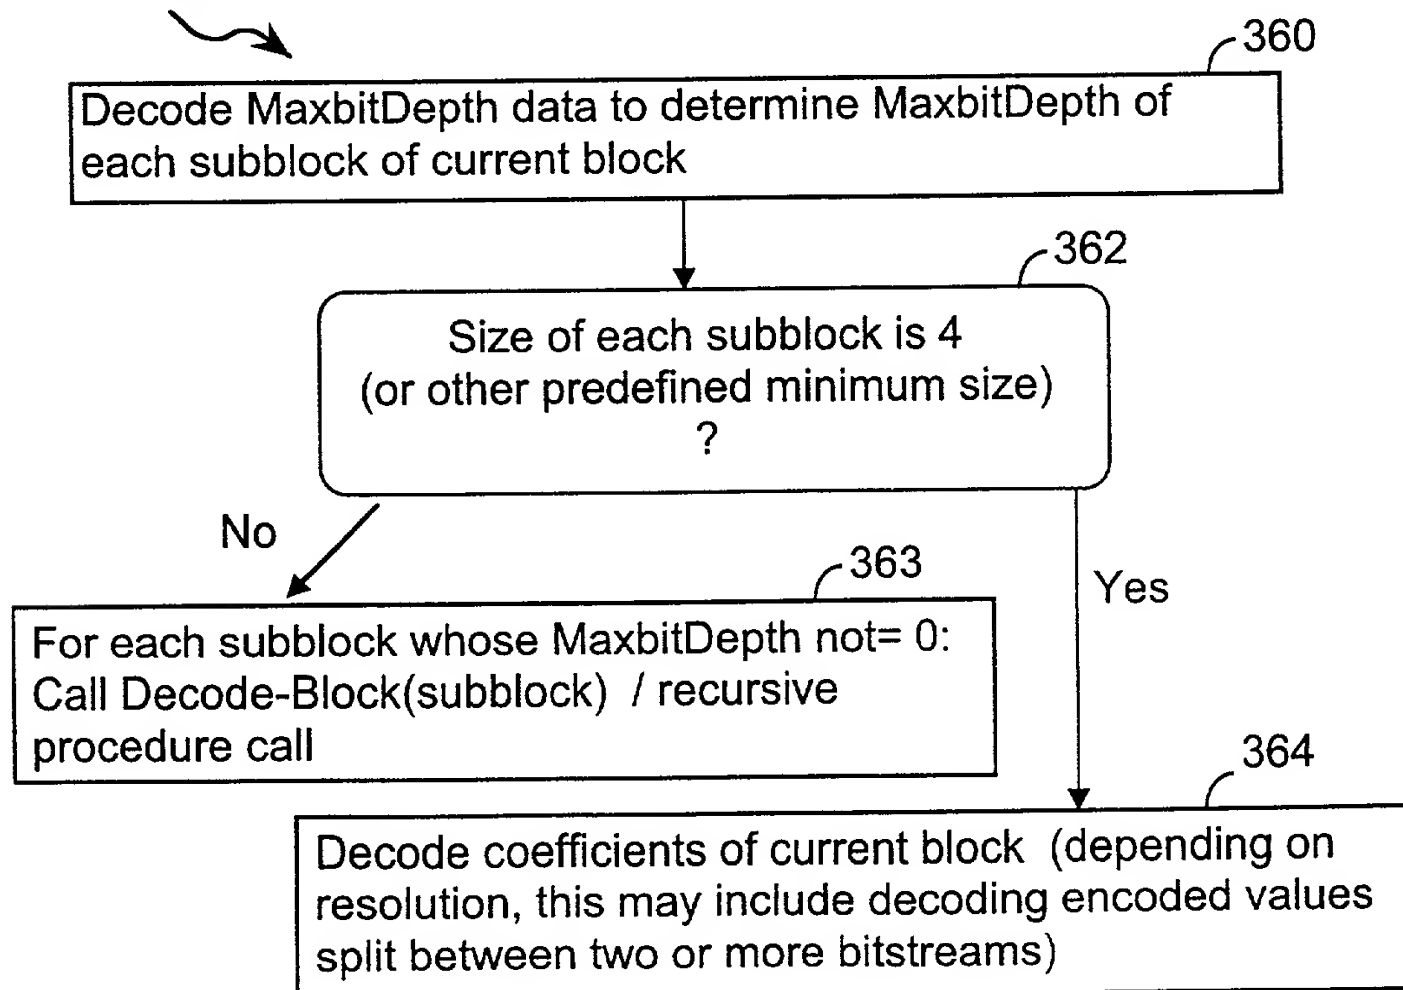 360
Decode MaxbitDepth data to determine MaxbitDepth of
each subblock of current block
362
Size of each subblock is 4
(or other predefined minimum size)
?
No
363
Yes
For each subblock whose MaxbitDepth not= 0:
Call Decode-Block(subblock) / recursive
procedure call
364
Decode coefficients of current block (depending on
resolution, this may include decoding encoded values
split between two or more bitstreams)